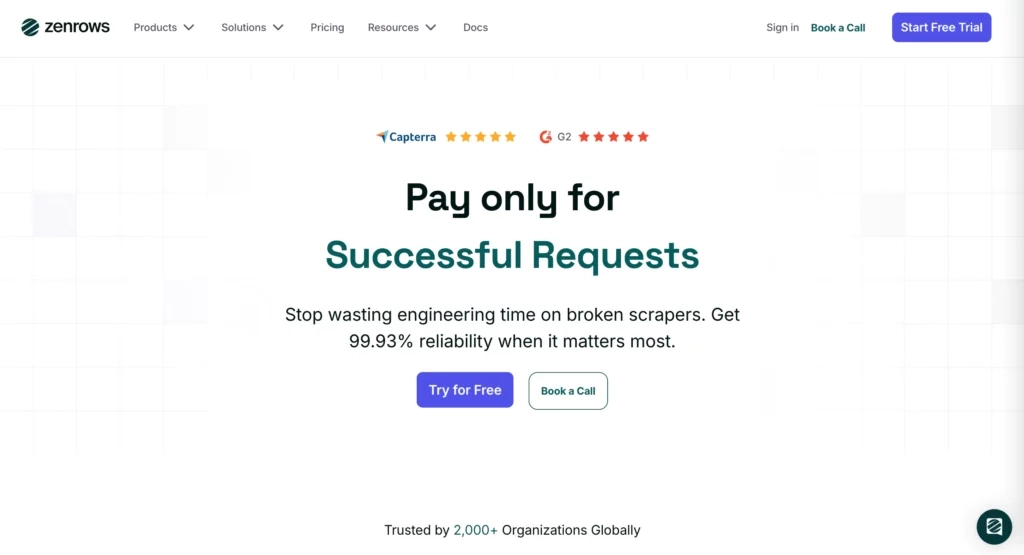 zenrows Products Solutions Pricing Resources Docs Sign in Book a Call Start Free Trial
Capterra G2
Pay only for
Successful Requests
Stop wasting engineering time on broken scrapers. Get
99.93% reliability when it matters most.
Try for Free Book a Call
Trusted by 2,000+ Organizations Globally